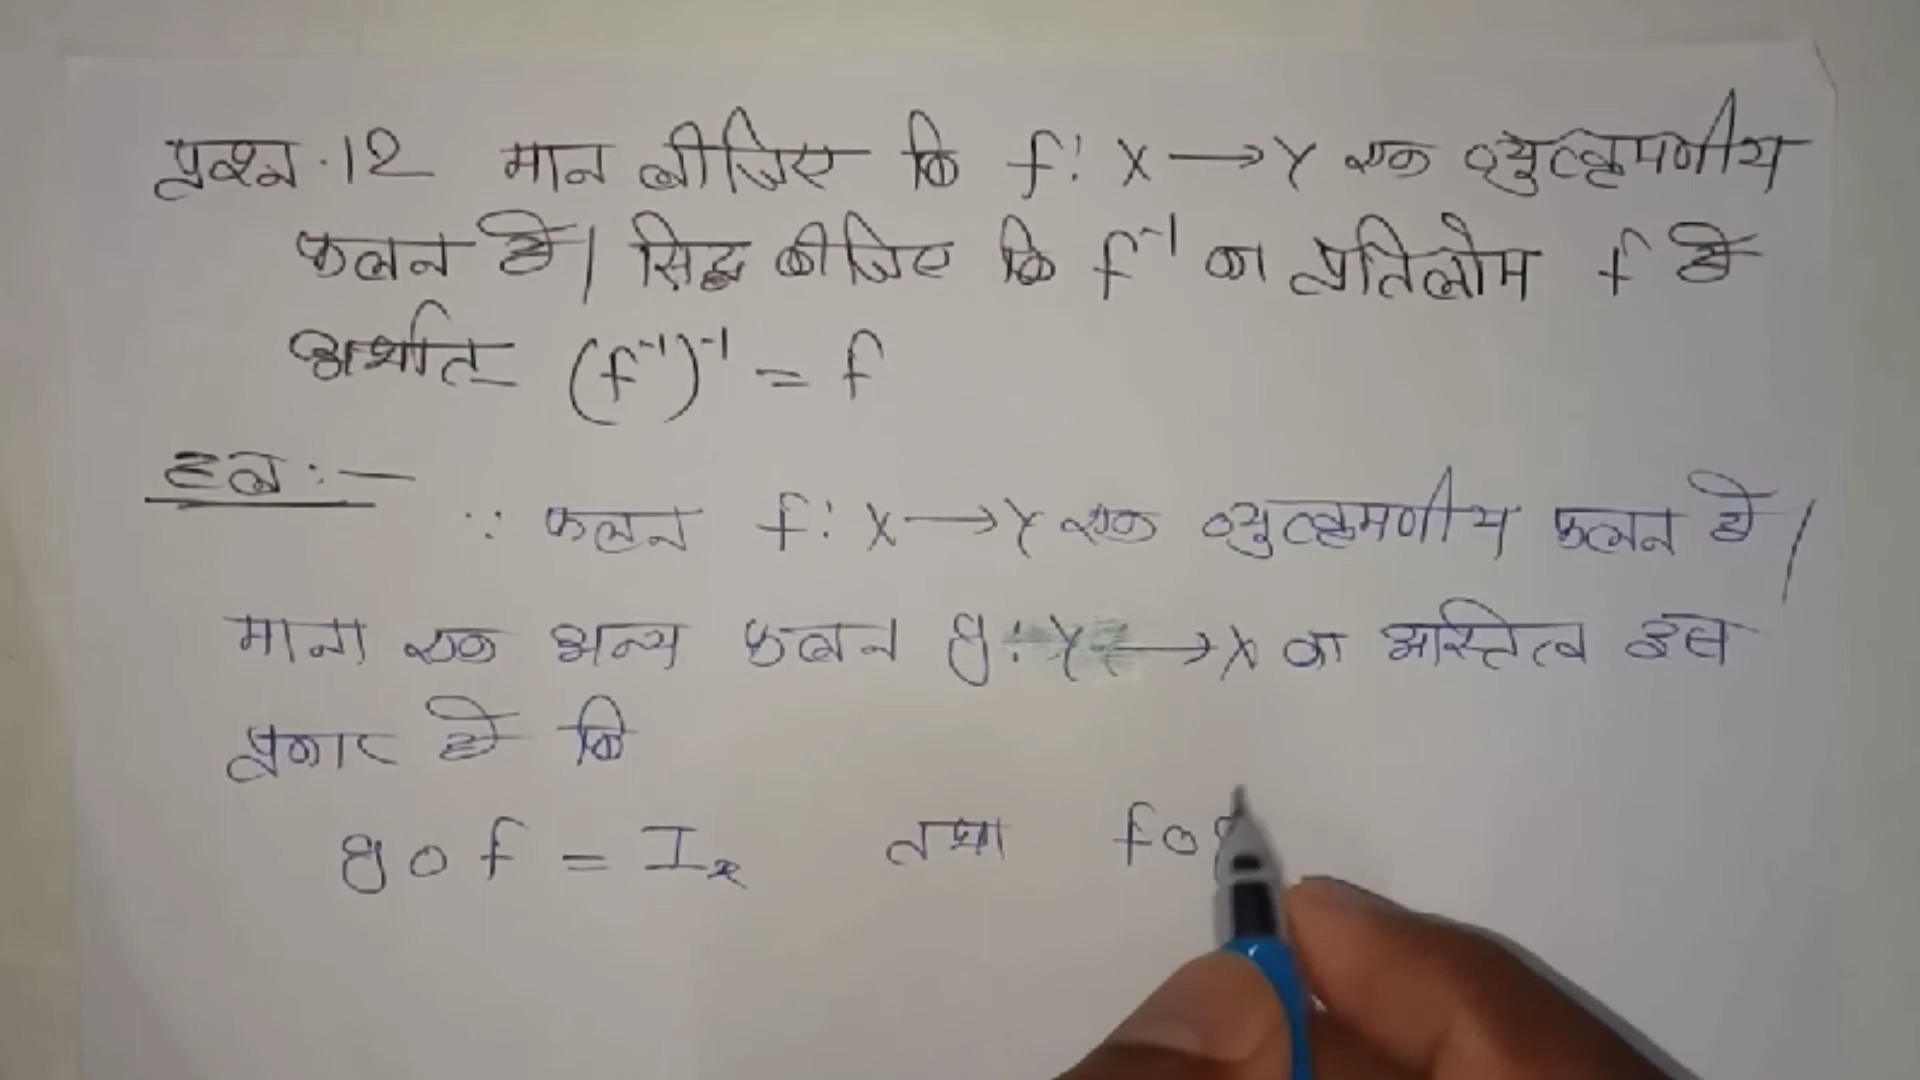 प्रश्न.12 मान लीजिए कि f: X → Y एक व्युत्क्रमणीय
फलन है। सिद्ध कीजिए कि f⁻¹ का प्रतिलोम f है
अर्थात् (f⁻¹)⁻¹ = f
हल:-
∵ फलन f: X → Y एक व्युत्क्रमणीय फलन है।
माना एक अन्य फलन g: Y → X का अस्तित्व इस
प्रकार है कि
g o f = Iₓ तथा f o g